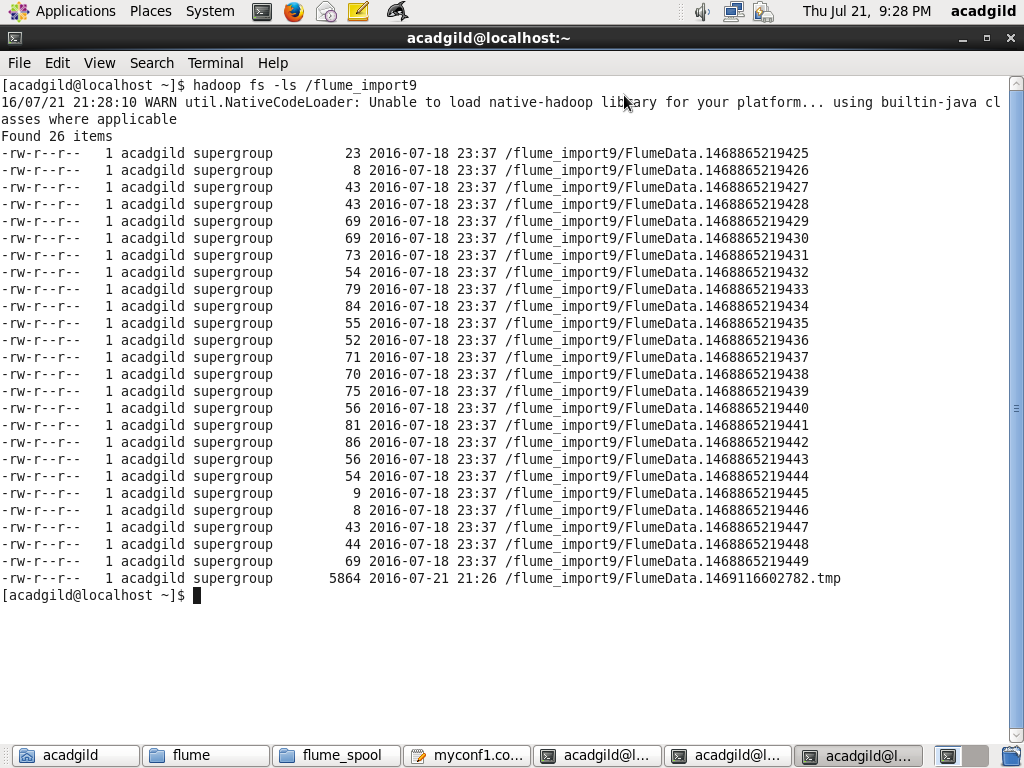 Applications Places System Thu Jul 21, 9:28 PM acadgild
acadgild@localhost:~
File Edit View Search Terminal Help
[acadgild@localhost ~]$ hadoop fs -ls /flume_import9
16/07/21 21:28:10 WARN util.NativeCodeLoader: Unable to load native-hadoop library for your platform... using builtin-java cl
asses where applicable
Found 26 items
-rw-r--r--   1 acadgild supergroup         23 2016-07-18 23:37 /flume_import9/FlumeData.1468865219425
-rw-r--r--   1 acadgild supergroup          8 2016-07-18 23:37 /flume_import9/FlumeData.1468865219426
-rw-r--r--   1 acadgild supergroup         43 2016-07-18 23:37 /flume_import9/FlumeData.1468865219427
-rw-r--r--   1 acadgild supergroup         43 2016-07-18 23:37 /flume_import9/FlumeData.1468865219428
-rw-r--r--   1 acadgild supergroup         69 2016-07-18 23:37 /flume_import9/FlumeData.1468865219429
-rw-r--r--   1 acadgild supergroup         69 2016-07-18 23:37 /flume_import9/FlumeData.1468865219430
-rw-r--r--   1 acadgild supergroup         73 2016-07-18 23:37 /flume_import9/FlumeData.1468865219431
-rw-r--r--   1 acadgild supergroup         54 2016-07-18 23:37 /flume_import9/FlumeData.1468865219432
-rw-r--r--   1 acadgild supergroup         79 2016-07-18 23:37 /flume_import9/FlumeData.1468865219433
-rw-r--r--   1 acadgild supergroup         84 2016-07-18 23:37 /flume_import9/FlumeData.1468865219434
-rw-r--r--   1 acadgild supergroup         55 2016-07-18 23:37 /flume_import9/FlumeData.1468865219435
-rw-r--r--   1 acadgild supergroup         52 2016-07-18 23:37 /flume_import9/FlumeData.1468865219436
-rw-r--r--   1 acadgild supergroup         71 2016-07-18 23:37 /flume_import9/FlumeData.1468865219437
-rw-r--r--   1 acadgild supergroup         70 2016-07-18 23:37 /flume_import9/FlumeData.1468865219438
-rw-r--r--   1 acadgild supergroup         75 2016-07-18 23:37 /flume_import9/FlumeData.1468865219439
-rw-r--r--   1 acadgild supergroup         56 2016-07-18 23:37 /flume_import9/FlumeData.1468865219440
-rw-r--r--   1 acadgild supergroup         81 2016-07-18 23:37 /flume_import9/FlumeData.1468865219441
-rw-r--r--   1 acadgild supergroup         86 2016-07-18 23:37 /flume_import9/FlumeData.1468865219442
-rw-r--r--   1 acadgild supergroup         56 2016-07-18 23:37 /flume_import9/FlumeData.1468865219443
-rw-r--r--   1 acadgild supergroup         54 2016-07-18 23:37 /flume_import9/FlumeData.1468865219444
-rw-r--r--   1 acadgild supergroup          9 2016-07-18 23:37 /flume_import9/FlumeData.1468865219445
-rw-r--r--   1 acadgild supergroup          8 2016-07-18 23:37 /flume_import9/FlumeData.1468865219446
-rw-r--r--   1 acadgild supergroup         43 2016-07-18 23:37 /flume_import9/FlumeData.1468865219447
-rw-r--r--   1 acadgild supergroup         44 2016-07-18 23:37 /flume_import9/FlumeData.1468865219448
-rw-r--r--   1 acadgild supergroup         69 2016-07-18 23:37 /flume_import9/FlumeData.1468865219449
-rw-r--r--   1 acadgild supergroup       5864 2016-07-21 21:26 /flume_import9/FlumeData.1469116602782.tmp
[acadgild@localhost ~]$
acadgild flume flume_spool myconf1.co... acadgild@l... acadgild@l... acadgild@l...